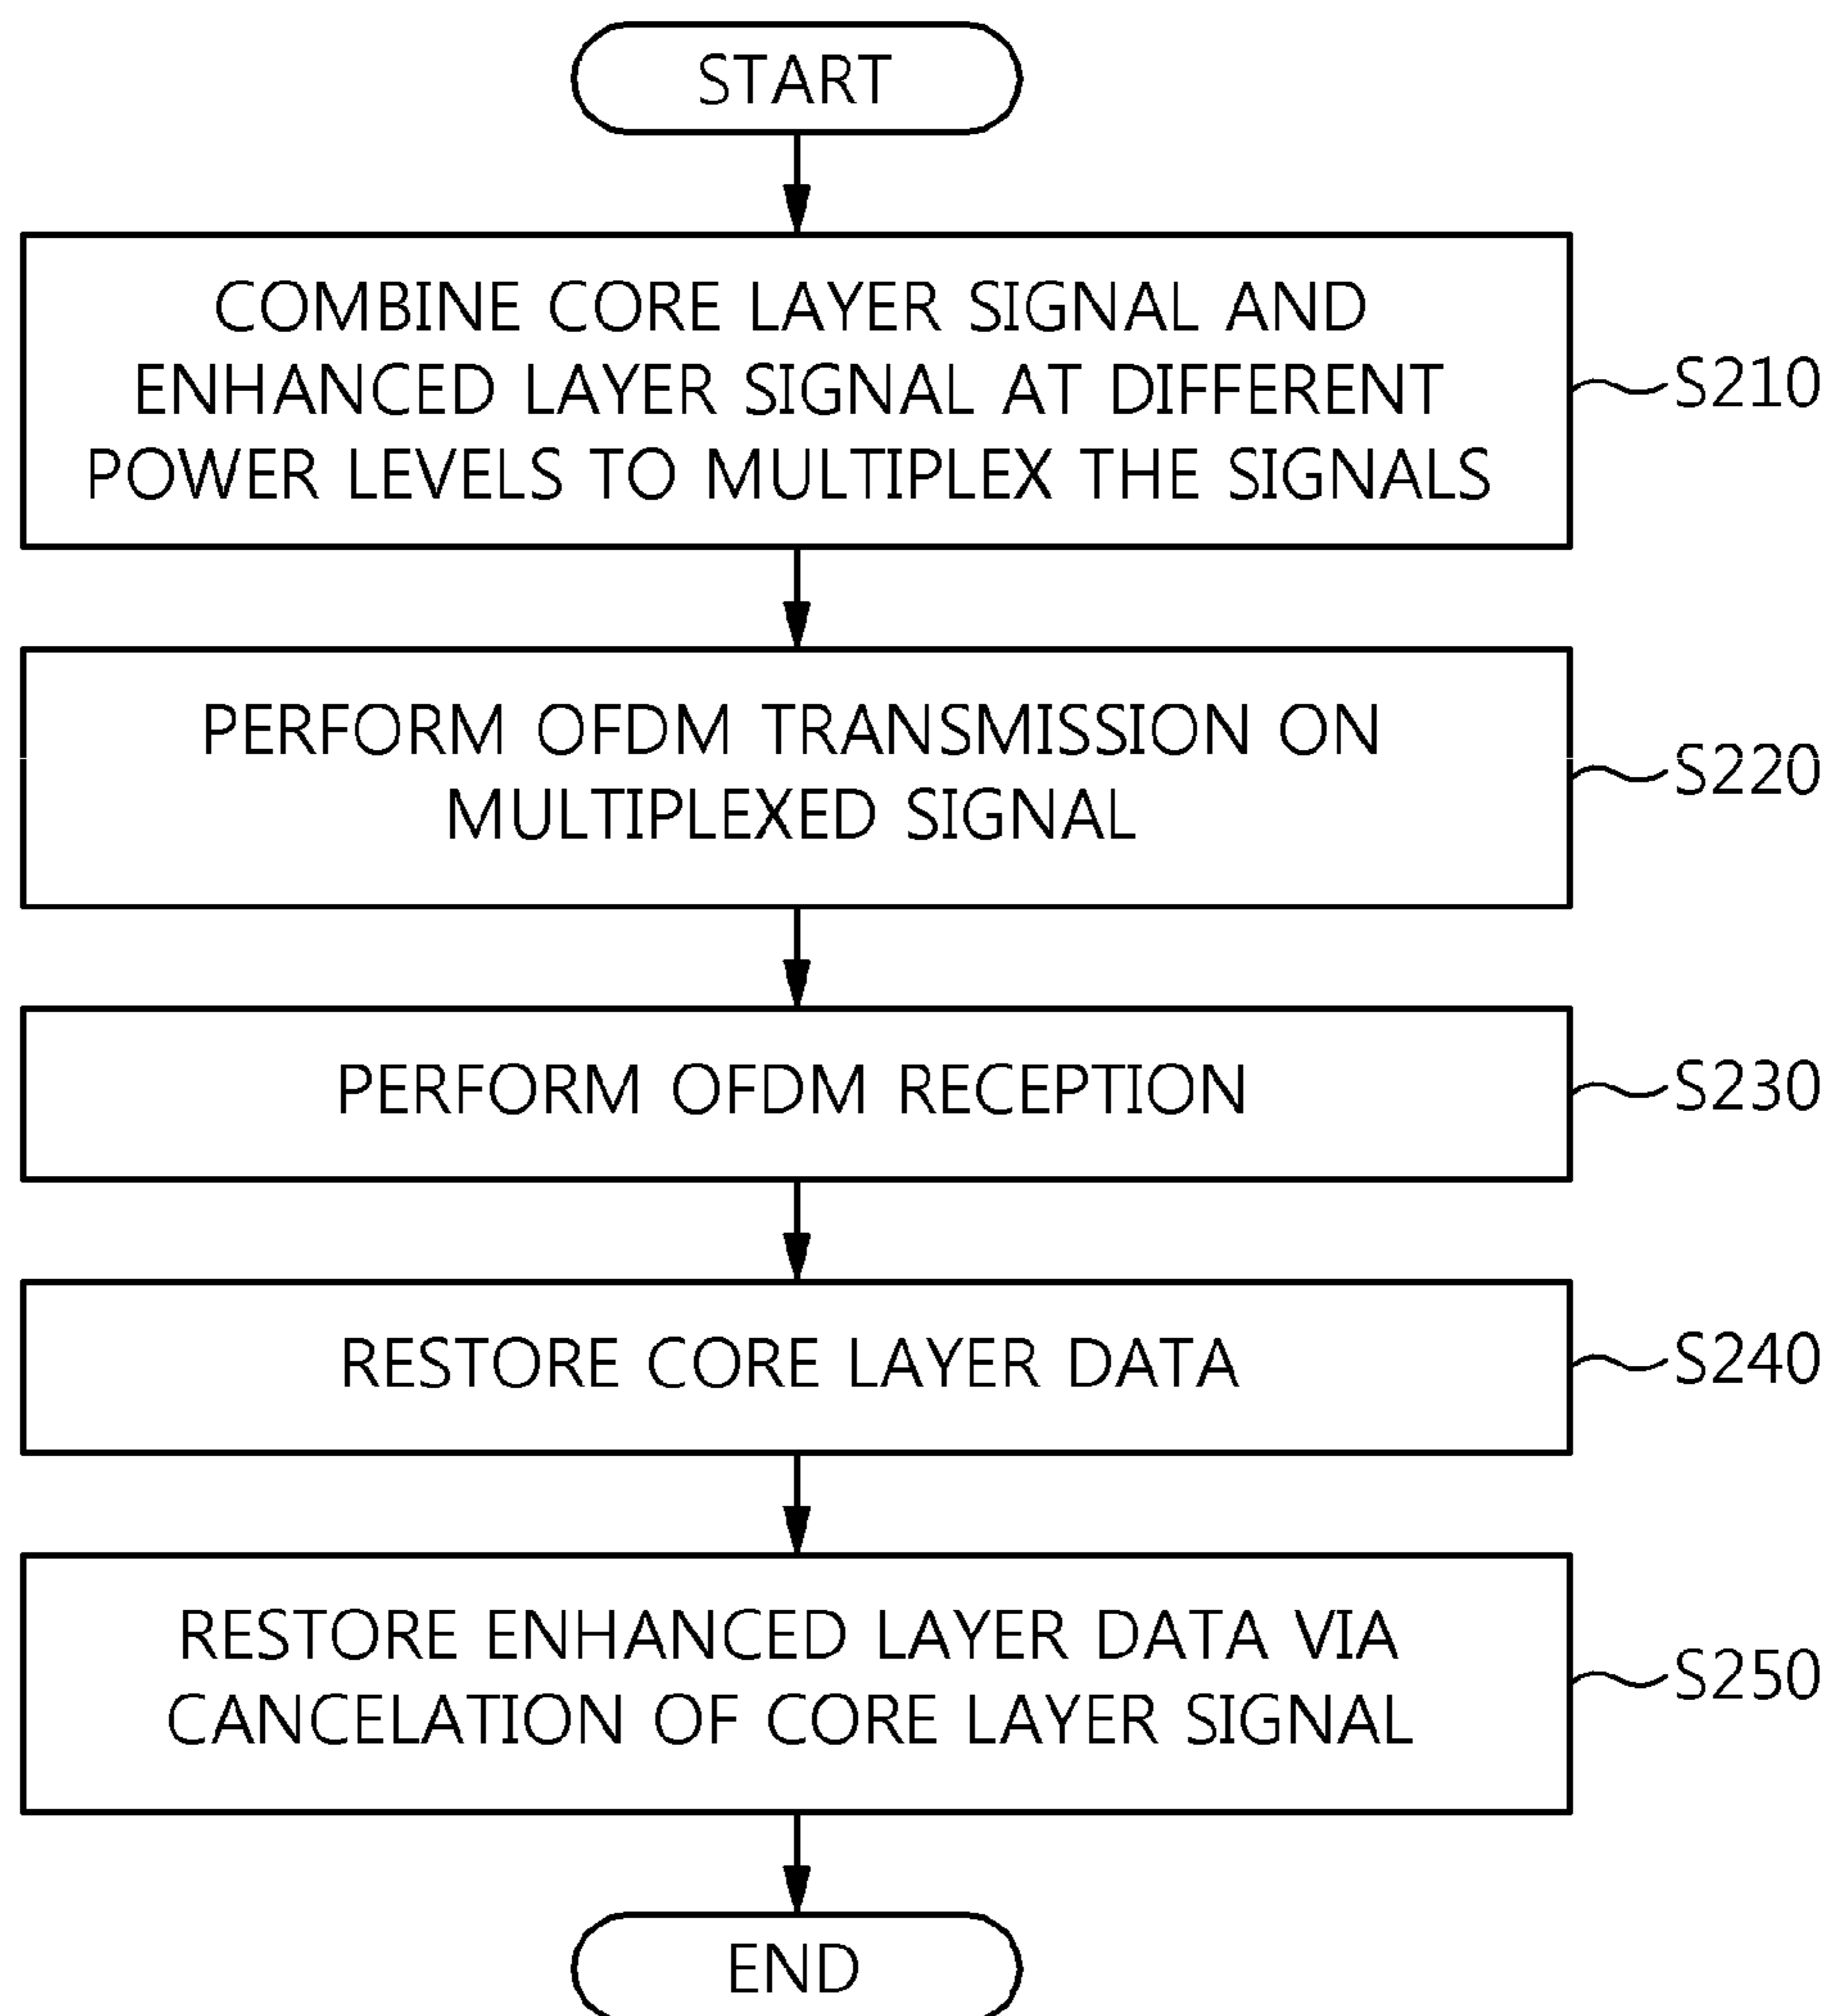 START
COMBINE CORE LAYER SIGNAL AND
ENHANCED LAYER SIGNAL AT DIFFERENT
POWER LEVELS TO MULTIPLEX THE SIGNALS
S210
PERFORM OFDM TRANSMISSION ON
MULTIPLEXED SIGNAL
S220
PERFORM OFDM RECEPTION
S230
RESTORE CORE LAYER DATA
S240
RESTORE ENHANCED LAYER DATA VIA
CANCELATION OF CORE LAYER SIGNAL
S250
END